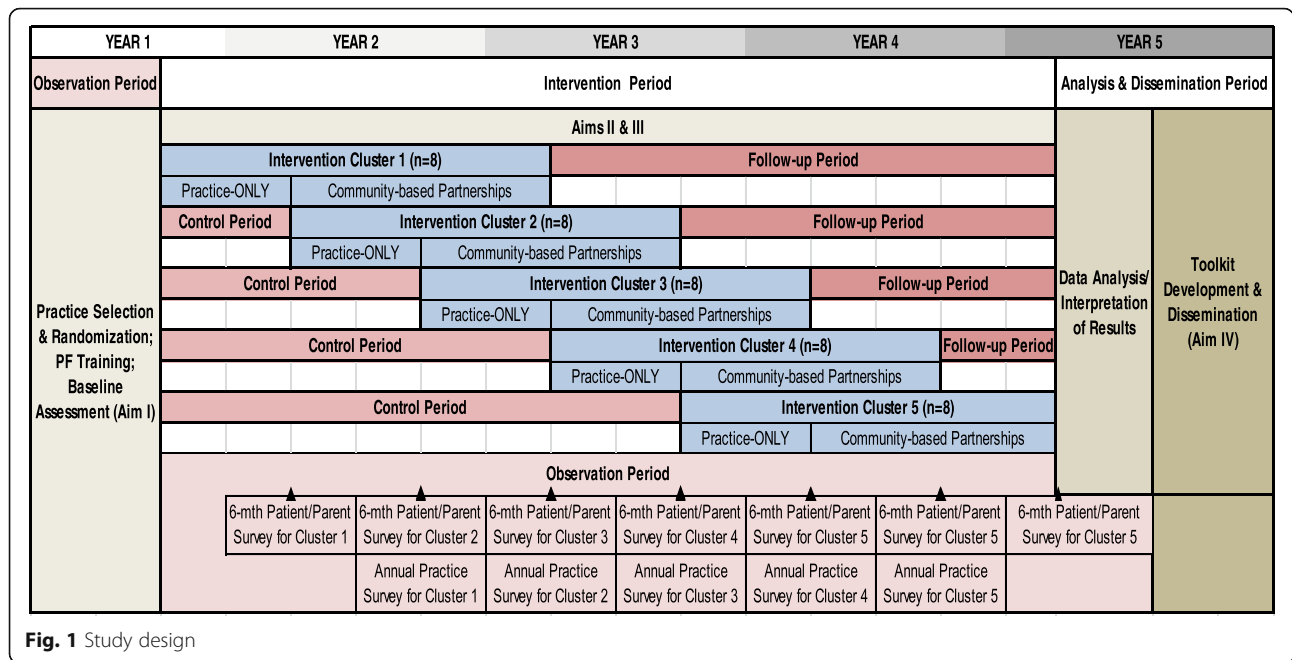 YEAR 1 YEAR 2 YEAR 3 YEAR 4 YEAR 5
Observation Period Intervention Period Analysis & Dissemination Period
Aims II & III
Intervention Cluster 1 (n=8) Follow-up Period
Practice-ONLY Community-based Partnerships
Control Period Intervention Cluster 2 (n=8) Follow-up Period
Practice-ONLY Community-based Partnerships
Control Period Intervention Cluster 3 (n=8) Follow-up Period
Practice-ONLY Community-based Partnerships
Control Period Intervention Cluster 4 (n=8) Follow-up Period
Practice-ONLY Community-based Partnerships
Control Period Intervention Cluster 5 (n=8)
Practice-ONLY Community-based Partnerships
Practice Selection
& Randomization;
PF Training;
Baseline
Assessment (Aim I)
Data Analysis/
Interpretation
of Results
Toolkit
Development &
Dissemination
(Aim IV)
Observation Period
6-mth Patient/Parent 6-mth Patient/Parent 6-mth Patient/Parent 6-mth Patient/Parent 6-mth Patient/Parent 6-mth Patient/Parent 6-mth Patient/Parent
Survey for Cluster 1 Survey for Cluster 2 Survey for Cluster 3 Survey for Cluster 4 Survey for Cluster 5 Survey for Cluster 5 Survey for Cluster 5
Annual Practice Annual Practice Annual Practice Annual Practice Annual Practice
Survey for Cluster 1 Survey for Cluster 2 Survey for Cluster 3 Survey for Cluster 4 Survey for Cluster 5
Fig. 1 Study design